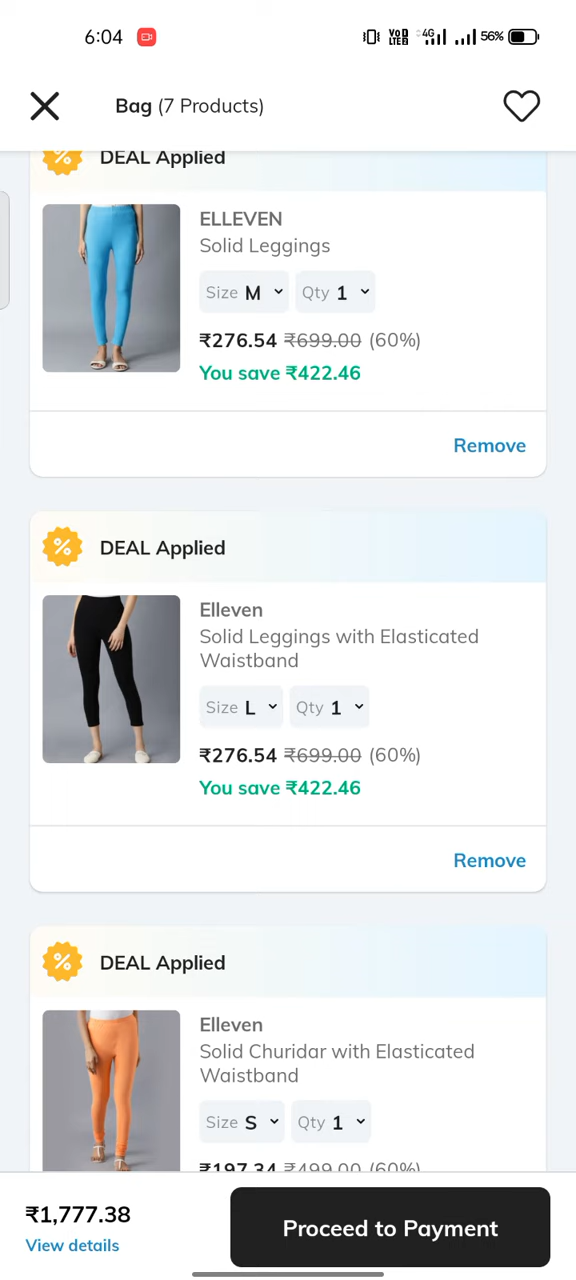 6:04
VoD LTE2 4G 56%
Bag (7 Products)
DEAL Applied
ELLEVEN
Solid Leggings
Size M Qty 1
₹276.54 ₹699.00 (60%)
You save ₹422.46
Remove
DEAL Applied
Elleven
Solid Leggings with Elasticated
Waistband
Size L Qty 1
₹276.54 ₹699.00 (60%)
You save ₹422.46
Remove
DEAL Applied
Elleven
Solid Churidar with Elasticated
Waistband
Size S Qty 1
₹197.34 ₹499.00 (60%)
₹1,777.38
View details
Proceed to Payment